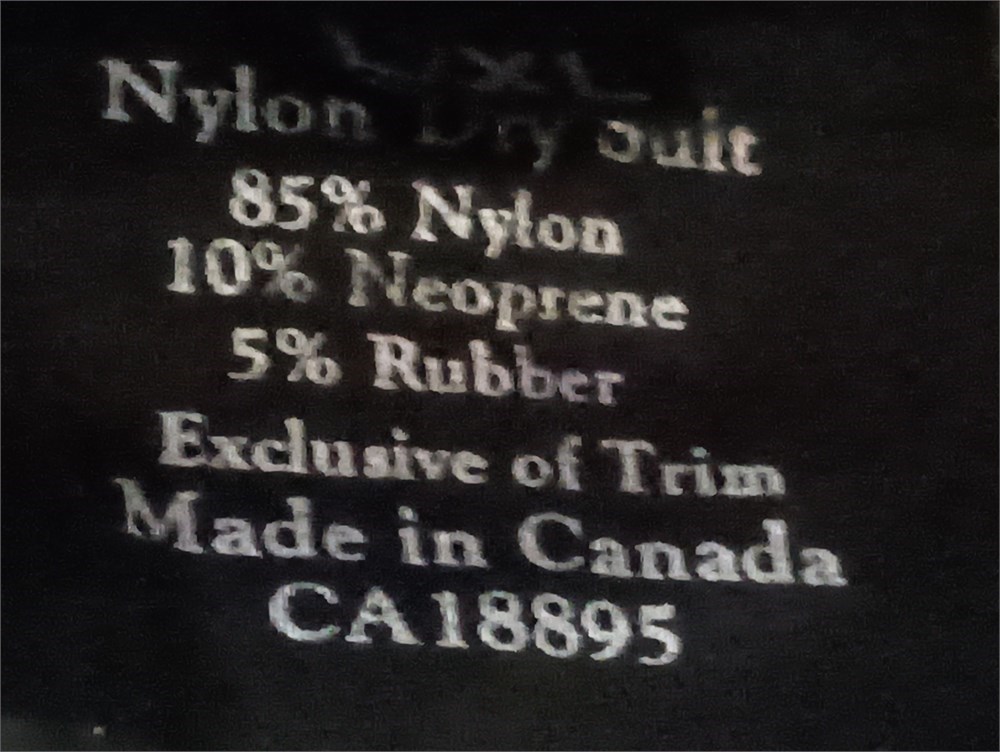 Nylon Dry Suit
85% Nylon
10% Neoprene
5% Rubber
Exclusive of Trim
Made in Canada
CA18895